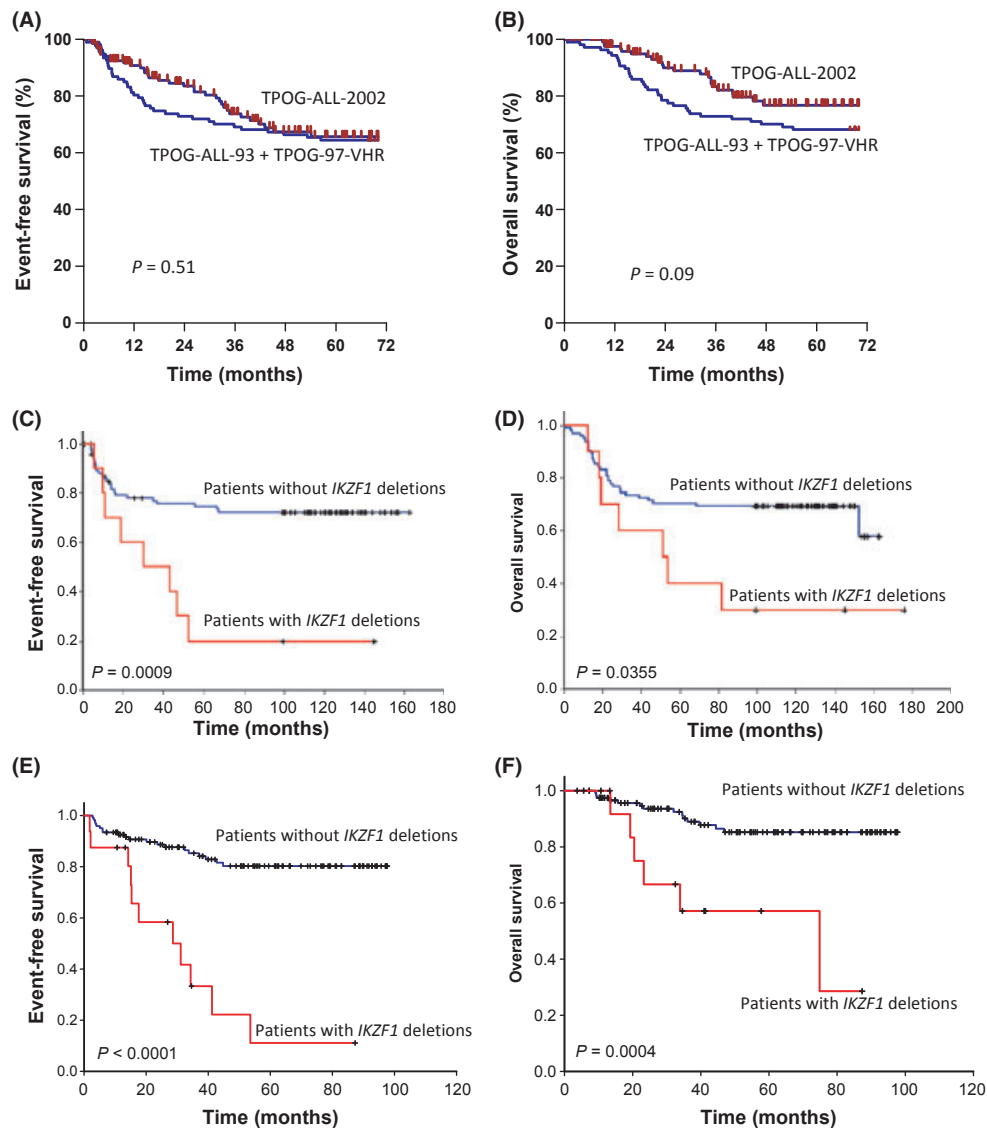 (A)
Event-free survival (%)
100
80
60
40
20
0
TPOG-ALL-2002
TPOG-ALL-93 + TPOG-97-VHR
P = 0.51
0 12 24 36 48 60 72
Time (months)
(B)
Overall survival (%)
100
80
60
40
20
0
TPOG-ALL-2002
TPOG-ALL-93 + TPOG-97-VHR
P = 0.09
0 12 24 36 48 60 72
Time (months)
(C)
Event-free survival
1.0
0.8
0.6
0.4
0.2
0.0
Patients without IKZF1 deletions
Patients with IKZF1 deletions
P = 0.0009
0 20 40 60 80 100 120 140 160 180
Time (months)
(D)
Overall survival
1.0
0.8
0.6
0.4
0.2
0.0
Patients without IKZF1 deletions
Patients with IKZF1 deletions
P = 0.0355
0 20 40 60 80 100 120 140 160 180 200
Time (months)
(E)
Event-free survival
1.0
0.8
0.6
0.4
0.2
0.0
Patients without IKZF1 deletions
Patients with IKZF1 deletions
P < 0.0001
0 20 40 60 80 100 120
Time (months)
(F)
Overall survival
1.0
0.8
0.6
0.4
0.2
0.0
Patients without IKZF1 deletions
Patients with IKZF1 deletions
P = 0.0004
0 20 40 60 80 100 120
Time (months)